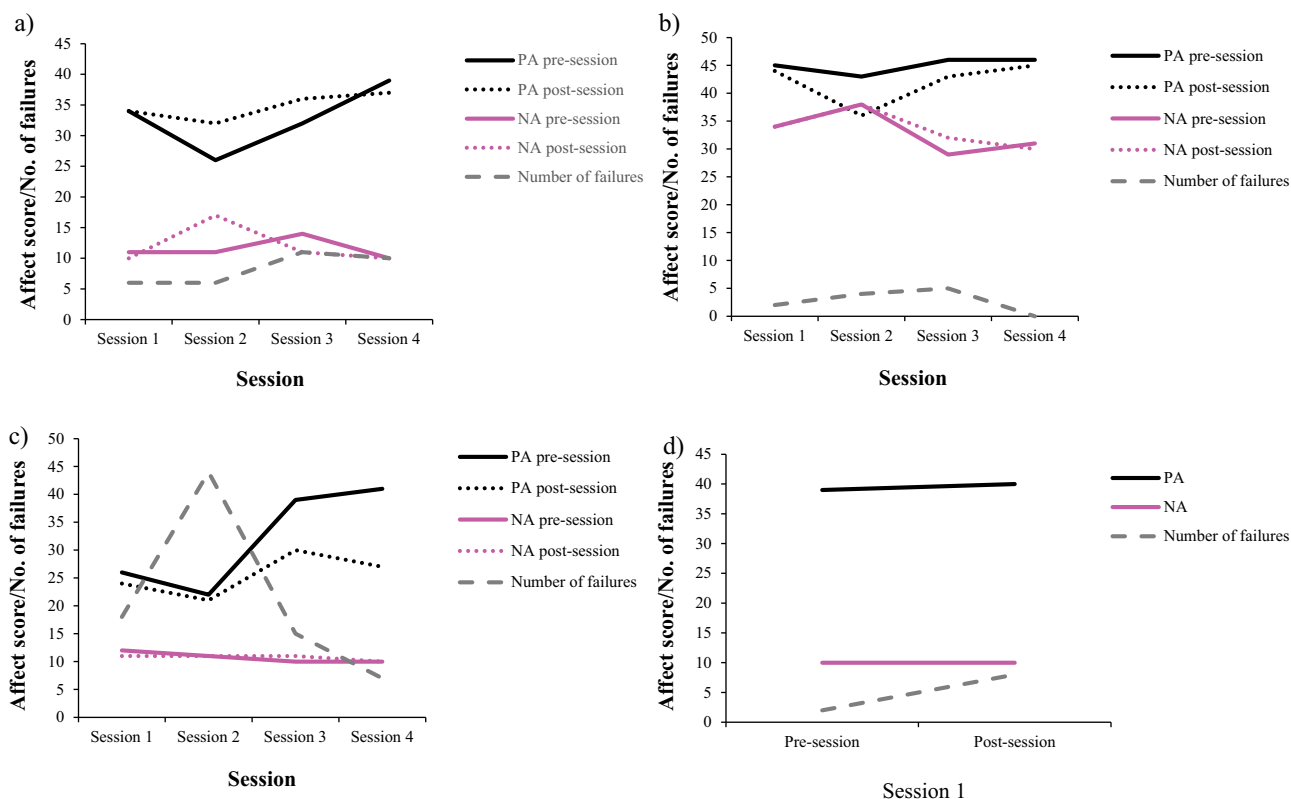 a)
Affect score/No. of failures
45
40
35
30
25
20
15
10
5
0
Session 1 Session 2 Session 3 Session 4
Session
PA pre-session
PA post-session
NA pre-session
NA post-session
Number of failures
b)
Affect score/No. of failures
50
45
40
35
30
25
20
15
10
5
0
Session 1 Session 2 Session 3 Session 4
Session
PA pre-session
PA post-session
NA pre-session
NA post-session
Number of failures
c)
Affect score/No. of failures
50
45
40
35
30
25
20
15
10
5
0
Session 1 Session 2 Session 3 Session 4
Session
PA pre-session
PA post-session
NA pre-session
NA post-session
Number of failures
d)
Affect score/No. of failures
45
40
35
30
25
20
15
10
5
0
Pre-session Post-session
Session 1
PA
NA
Number of failures